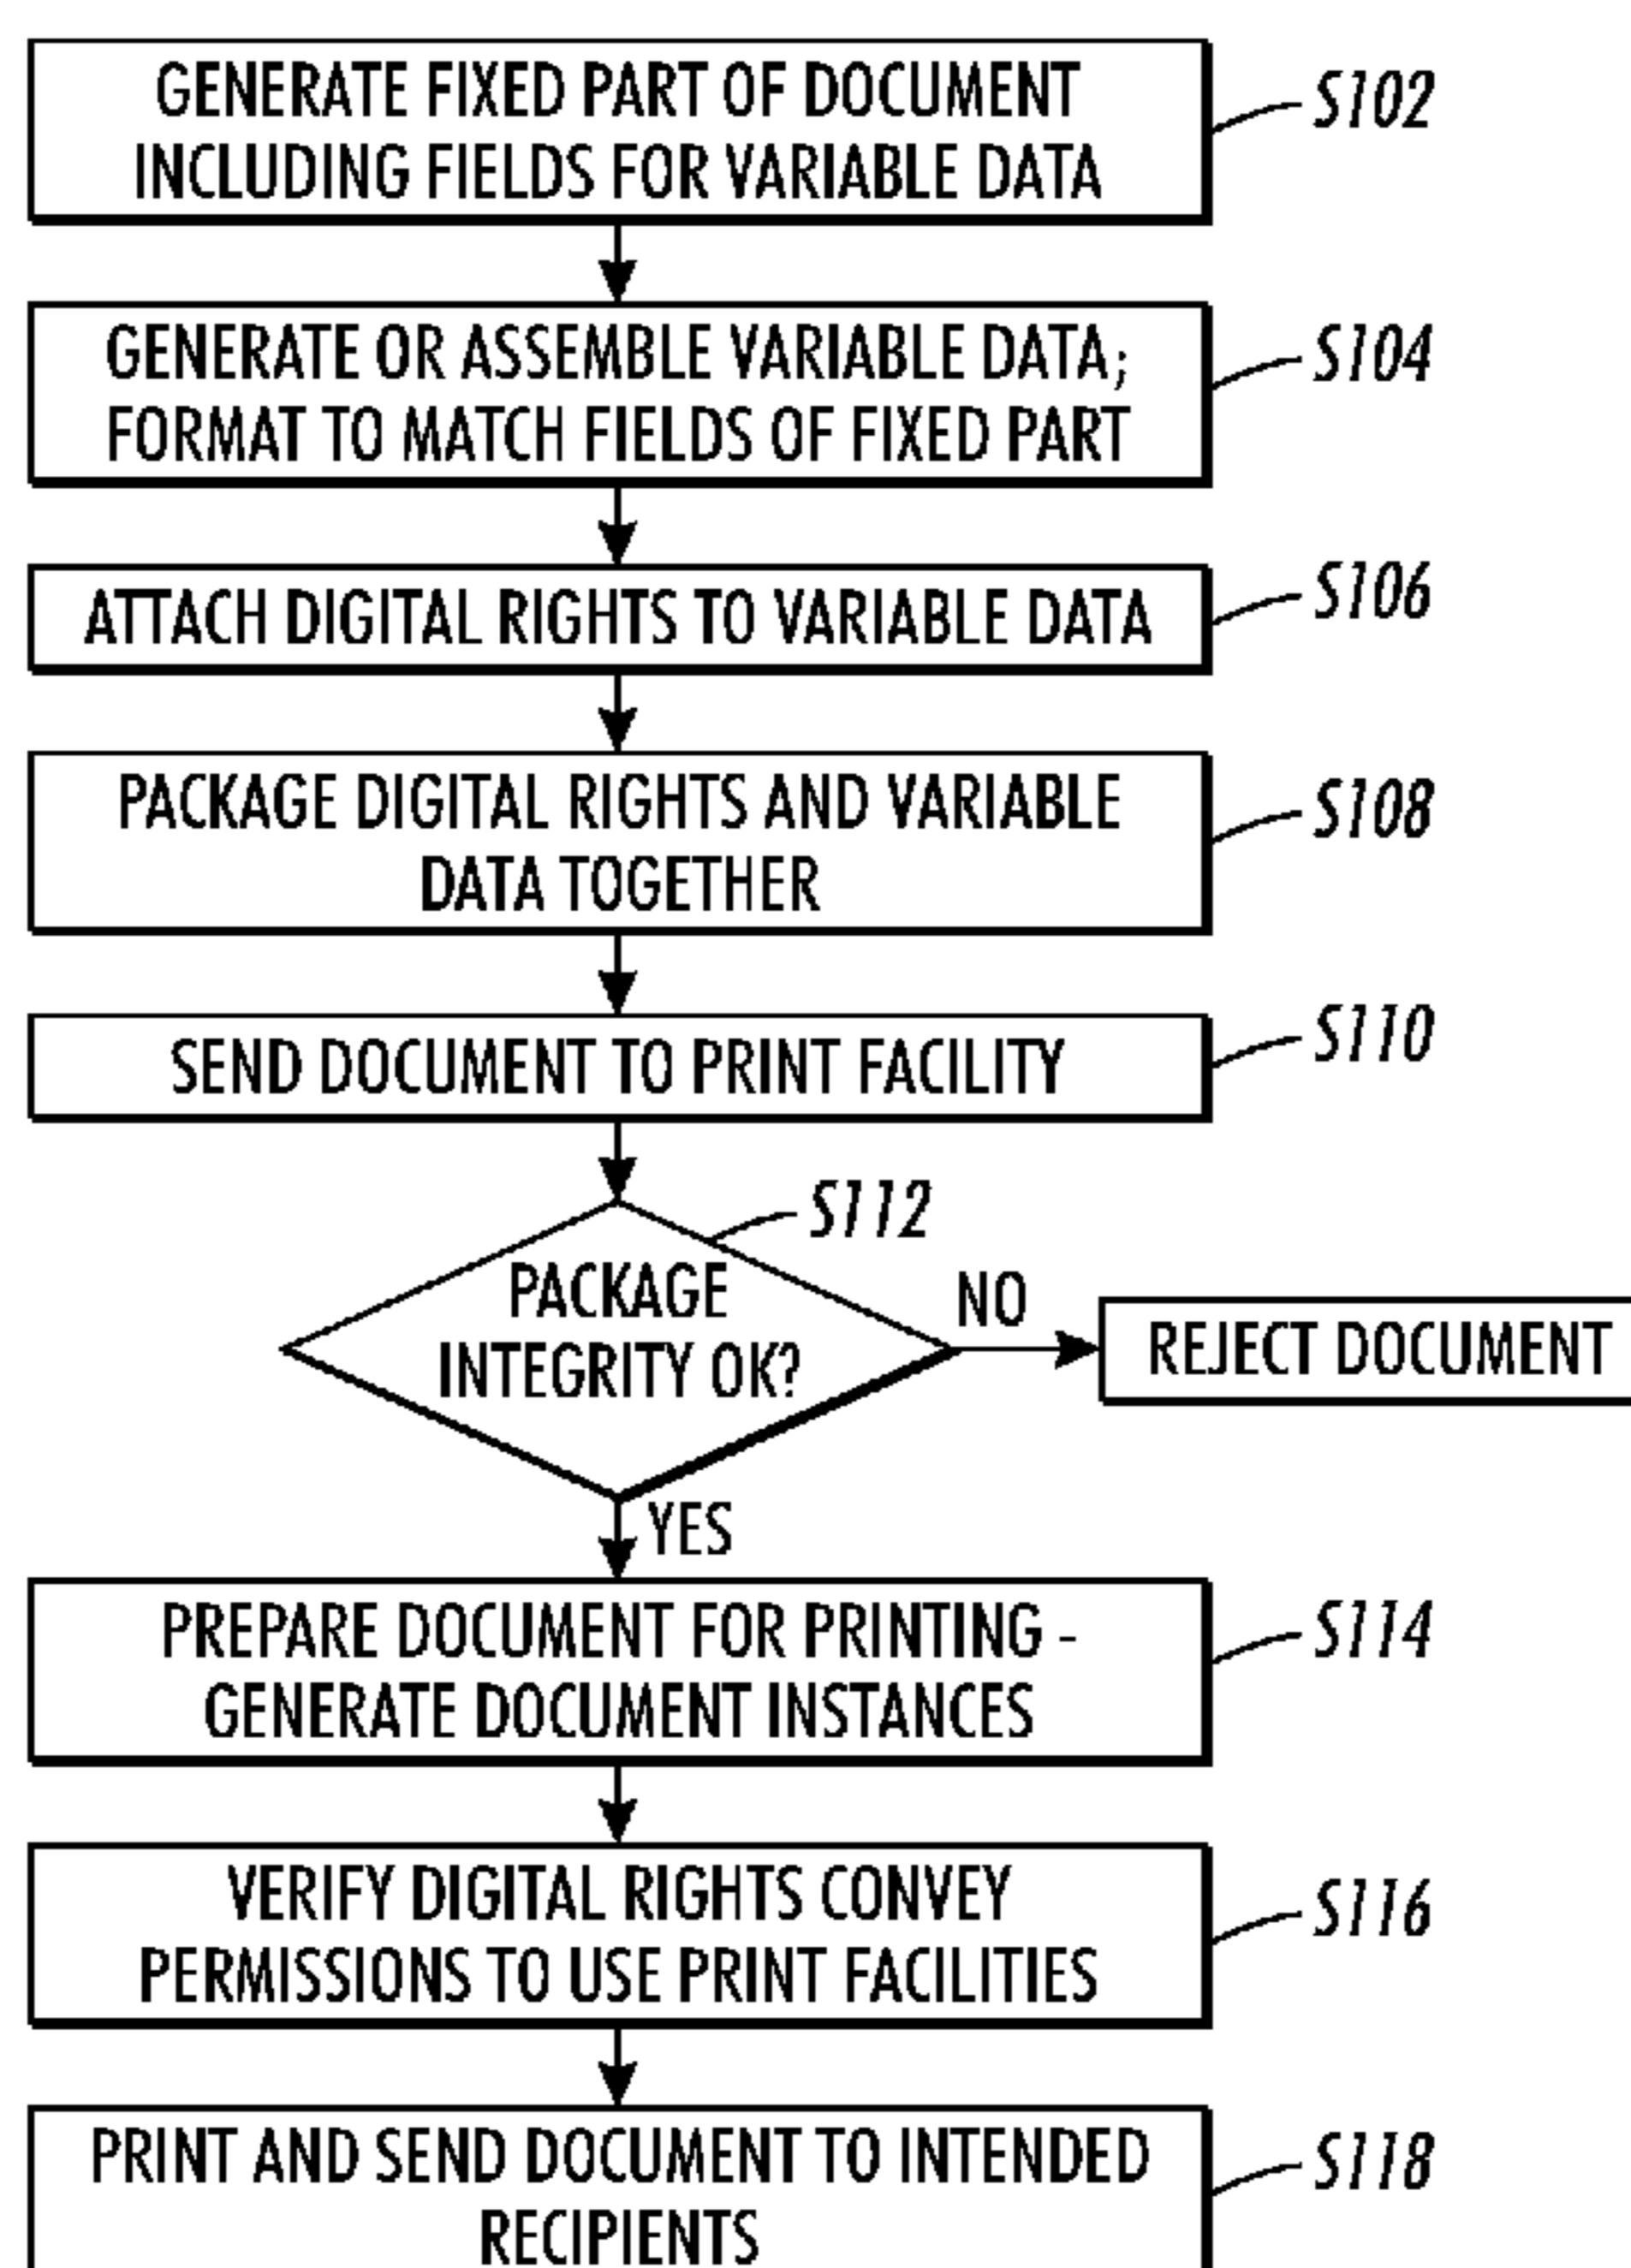 GENERATE FIXED PART OF DOCUMENT
INCLUDING FIELDS FOR VARIABLE DATA
S102
GENERATE OR ASSEMBLE VARIABLE DATA;
FORMAT TO MATCH FIELDS OF FIXED PART
S104
ATTACH DIGITAL RIGHTS TO VARIABLE DATA
S106
PACKAGE DIGITAL RIGHTS AND VARIABLE
DATA TOGETHER
S108
SEND DOCUMENT TO PRINT FACILITY
S110
S112
PACKAGE
INTEGRITY OK?
NO
REJECT DOCUMENT
YES
PREPARE DOCUMENT FOR PRINTING -
GENERATE DOCUMENT INSTANCES
S114
VERIFY DIGITAL RIGHTS CONVEY
PERMISSIONS TO USE PRINT FACILITIES
S116
PRINT AND SEND DOCUMENT TO INTENDED
RECIPIENTS
S118